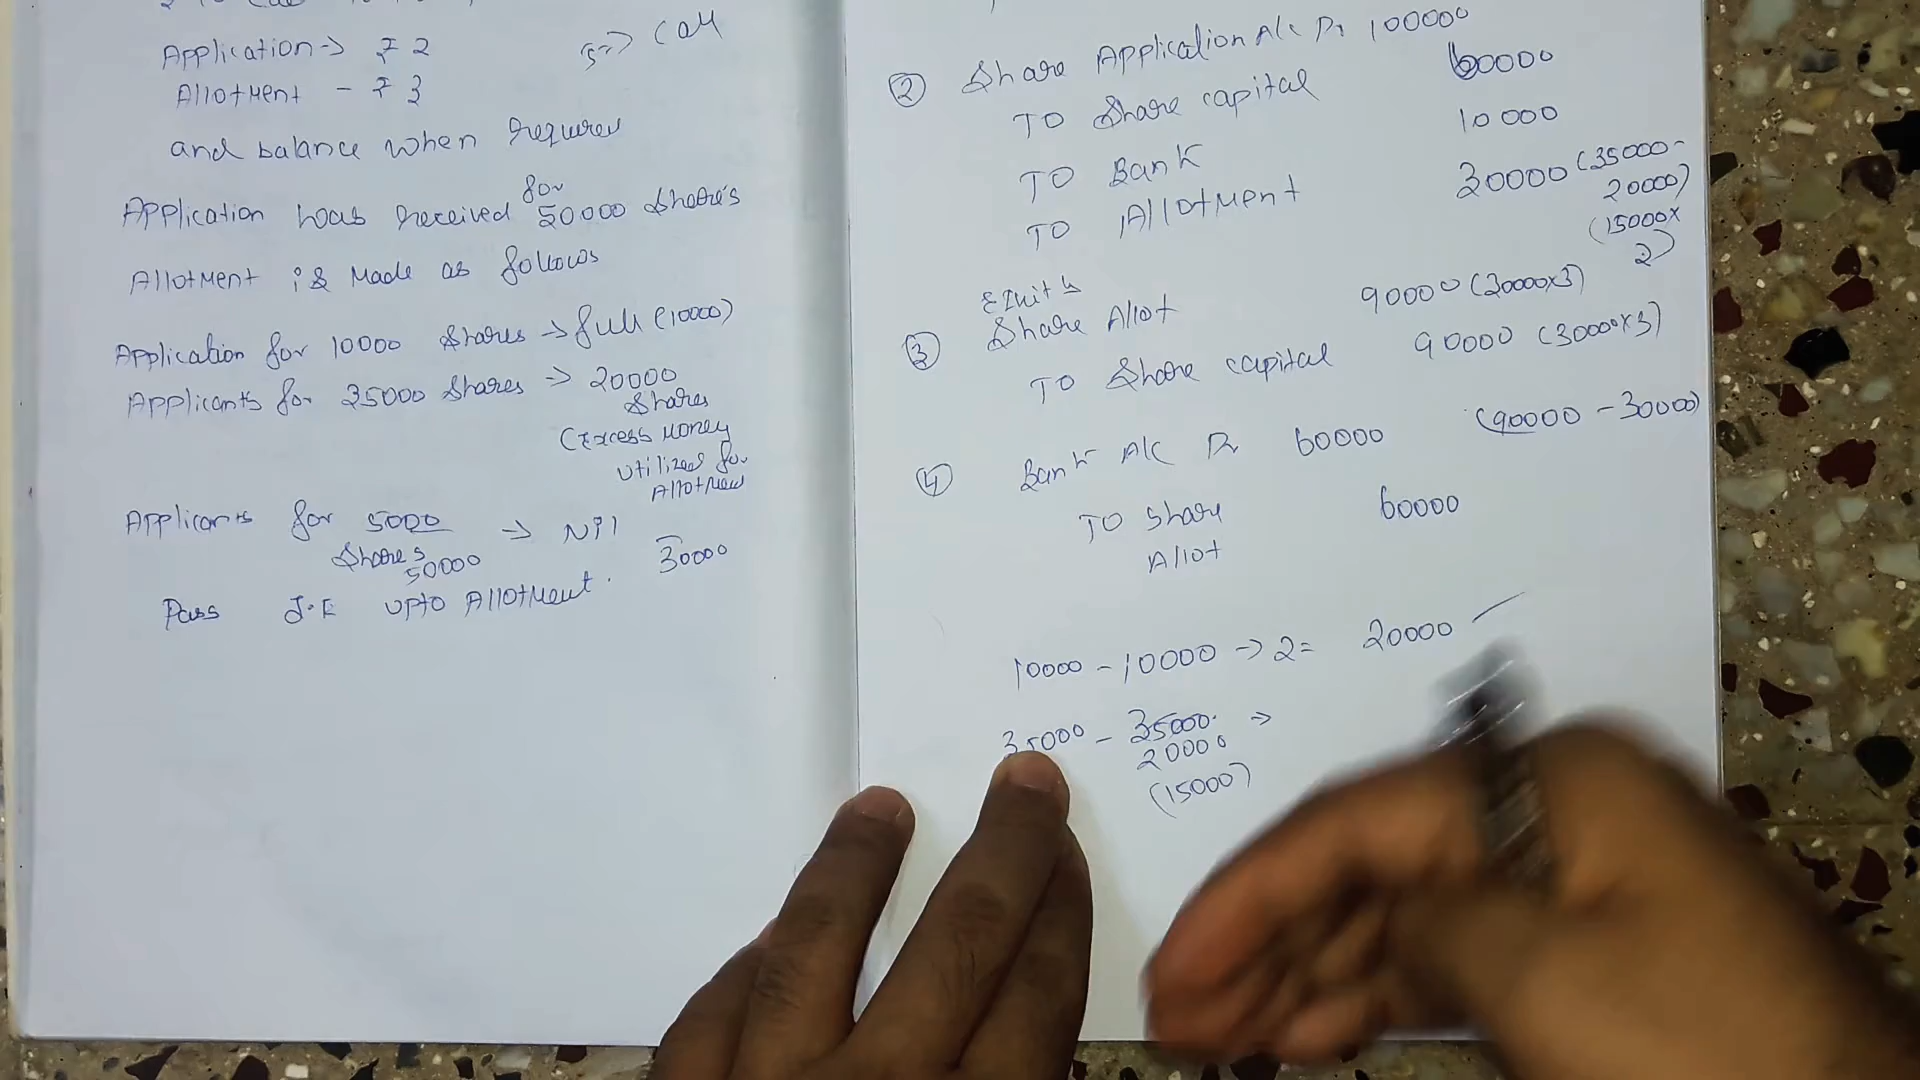 Application -> ₹ 2
5 => Call
Allotment - ₹ 3
and balance when required
Application was received for 50000 Shares
Allotment is Made as follows
Application for 10000 Shares -> full (10000)
Applicants for 35000 Shares -> 20000
Shares
(Excess Money
utilized for
Allotment
Applicants for 5000 -> Nil
Shares
50000
30000
Pass J.E upto Allotment.
② Share Application A/c Dr 100000
TO Share capital 60000
TO Bank 10000
TO Allotment 30000 (35000-
20000)
(15000x
2)
Equity
③ Share Allot 90000 (30000x3)
TO Share capital 90000 (30000x3)
④ Bank A/c Dr 60000 (90000 - 30000)
TO Share 60000
Allot
10000 - 10000 -> 2 = 20000
35000 - 35000 ->
20000
(15000)